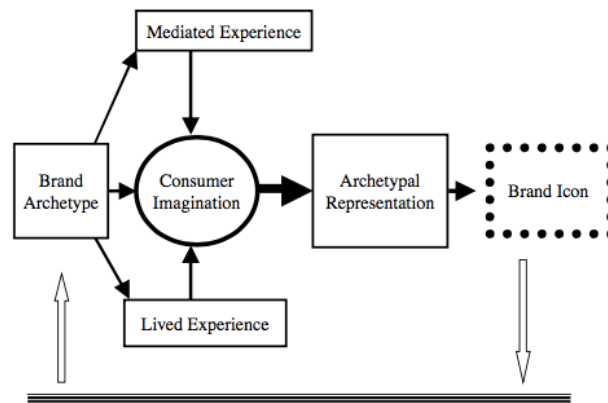 Mediated Experience
Brand
Archetype
Consumer
Imagination
Archetypal
Representation
Brand Icon
Lived Experience